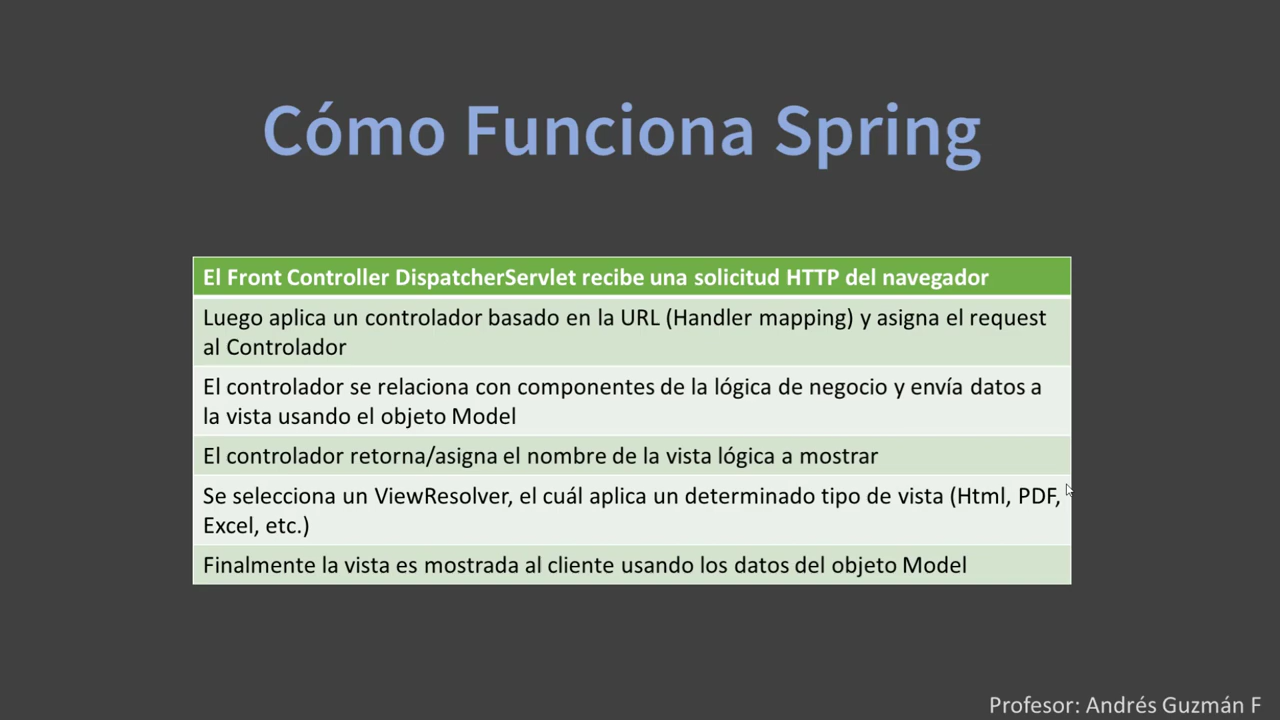 Cómo Funciona Spring
El Front Controller DispatcherServlet recibe una solicitud HTTP del navegador
Luego aplica un controlador basado en la URL (Handler mapping) y asigna el request
al Controlador
El controlador se relaciona con componentes de la lógica de negocio y envía datos a
la vista usando el objeto Model
El controlador retorna/asigna el nombre de la vista lógica a mostrar
Se selecciona un ViewResolver, el cuál aplica un determinado tipo de vista (Html, PDF,
Excel, etc.)
Finalmente la vista es mostrada al cliente usando los datos del objeto Model
Profesor: Andrés Guzmán F